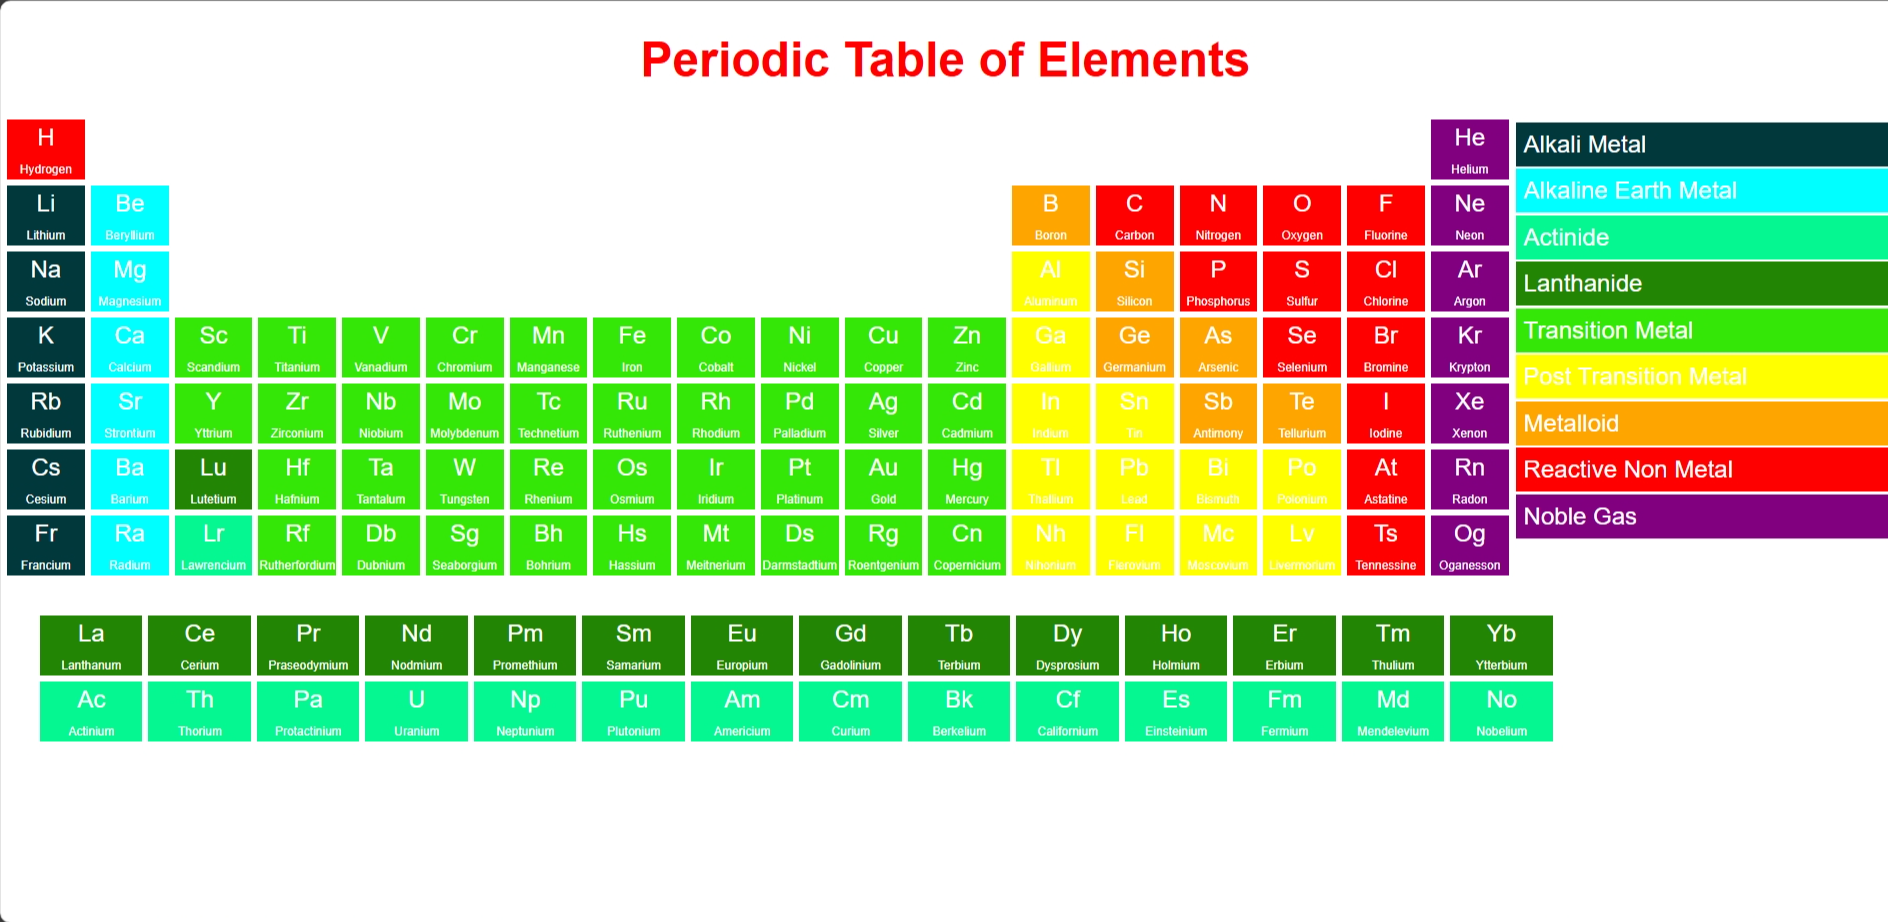 Periodic Table of Elements
H He
Hydrogen Helium
Li Be B C N O F Ne
Lithium Beryllium Boron Carbon Nitrogen Oxygen Fluorine Neon
Na Mg Al Si P S Cl Ar
Sodium Magnesium Aluminum Silicon Phosphorus Sulfur Chlorine Argon
K Ca Sc Ti V Cr Mn Fe Co Ni Cu Zn Ga Ge As Se Br Kr
Potassium Calcium Scandium Titanium Vanadium Chromium Manganese Iron Cobalt Nickel Copper Zinc Gallium Germanium Arsenic Selenium Bromine Krypton
Rb Sr Y Zr Nb Mo Tc Ru Rh Pd Ag Cd In Sn Sb Te I Xe
Rubidium Strontium Yttrium Zirconium Niobium Molybdenum Technetium Ruthenium Rhodium Palladium Silver Cadmium Indium Tin Antimony Tellurium Iodine Xenon
Cs Ba Lu Hf Ta W Re Os Ir Pt Au Hg Tl Pb Bi Po At Rn
Cesium Barium Lutetium Hafnium Tantalum Tungsten Rhenium Osmium Iridium Platinum Gold Mercury Thallium Lead Bismuth Polonium Astatine Radon
Fr Ra Lr Rf Db Sg Bh Hs Mt Ds Rg Cn Nh Fl Mc Lv Ts Og
Francium Radium Lawrencium Rutherfordium Dubnium Seaborgium Bohrium Hassium Meitnerium Darmstadtium Roentgenium Copernicium Nihonium Flerovium Moscovium Livermorium Tennessine Oganesson
Alkali Metal
Alkaline Earth Metal
Actinide
Lanthanide
Transition Metal
Post Transition Metal
Metalloid
Reactive Non Metal
Noble Gas
La Ce Pr Nd Pm Sm Eu Gd Tb Dy Ho Er Tm Yb
Lanthanum Cerium Praseodymium Nodmium Promethium Samarium Europium Gadolinium Terbium Dysprosium Holmium Erbium Thulium Ytterbium
Ac Th Pa U Np Pu Am Cm Bk Cf Es Fm Md No
Actinium Thorium Protactinium Uranium Neptunium Plutonium Americium Curium Berkelium Californium Einsteinium Fermium Mendelevium Nobelium